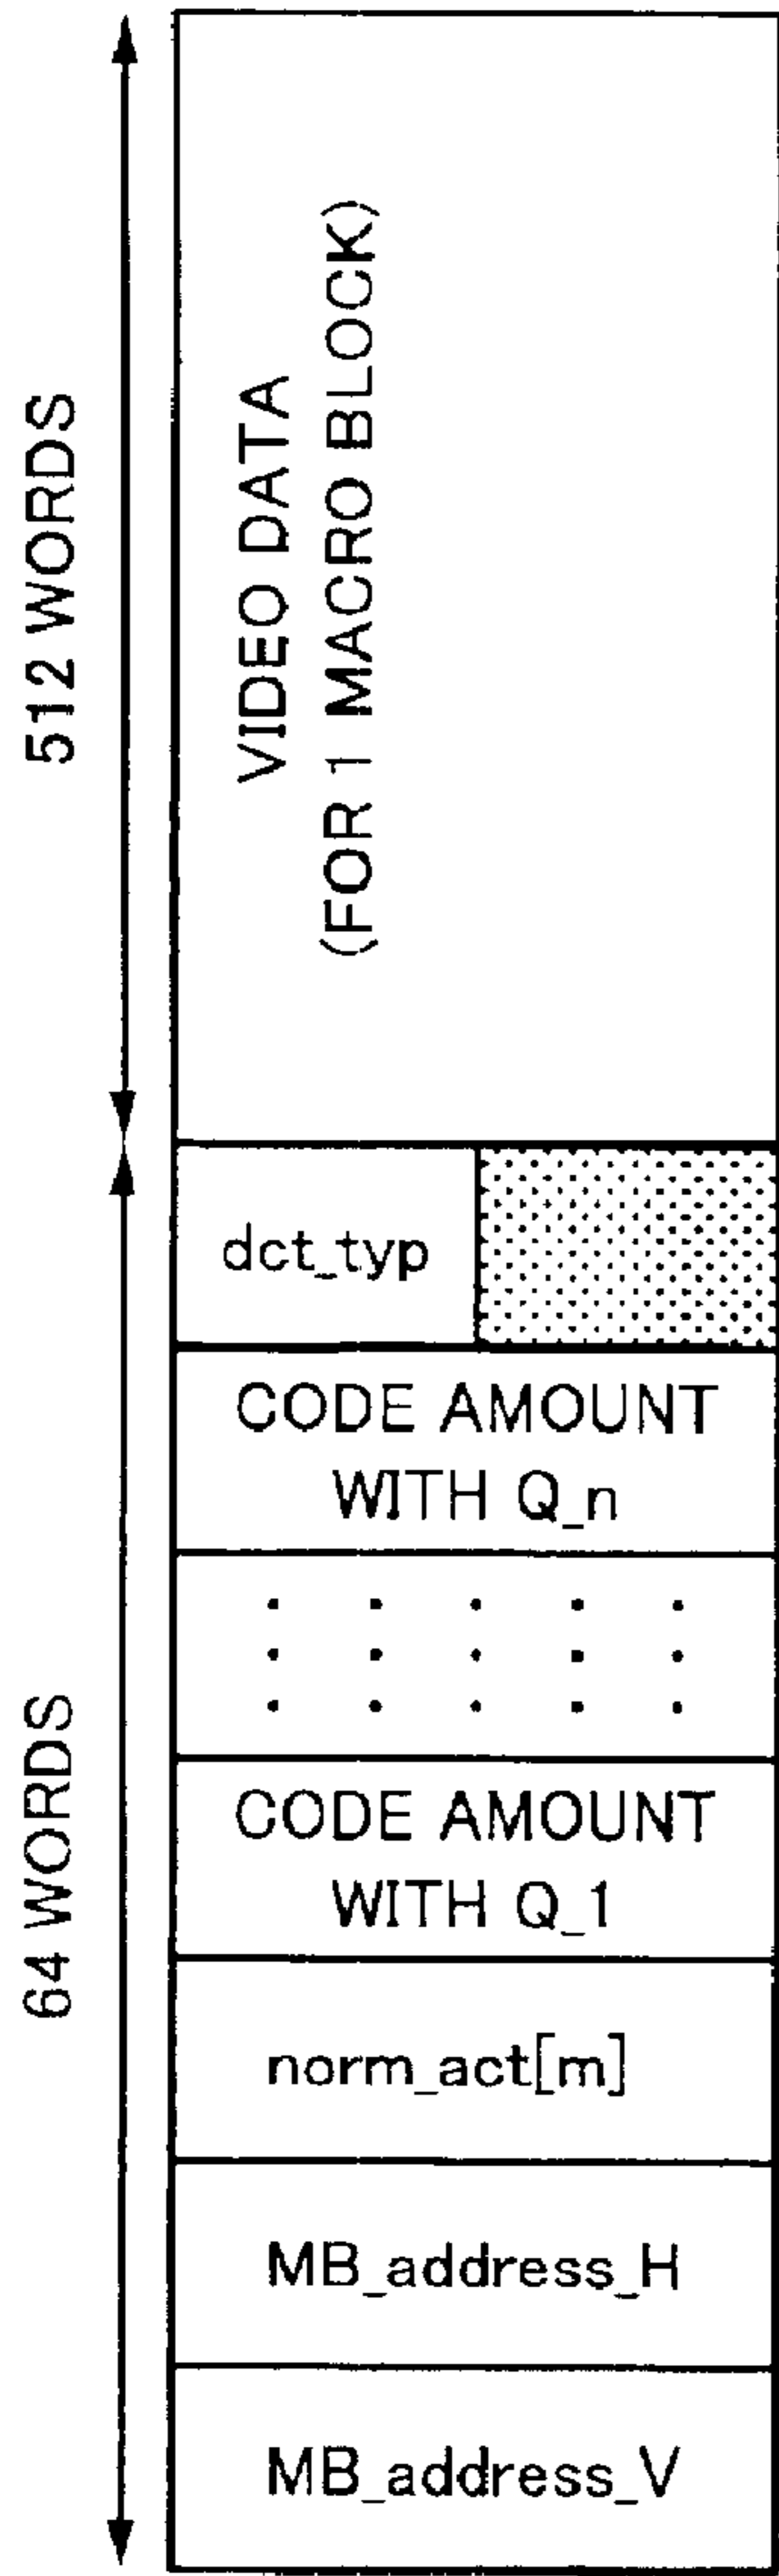 512 WORDS
VIDEO DATA
(FOR 1 MACRO BLOCK)
64 WORDS
dct_typ
CODE AMOUNT
WITH Q_n
CODE AMOUNT
WITH Q_1
norm_act[m]
MB_address_H
MB_address_V